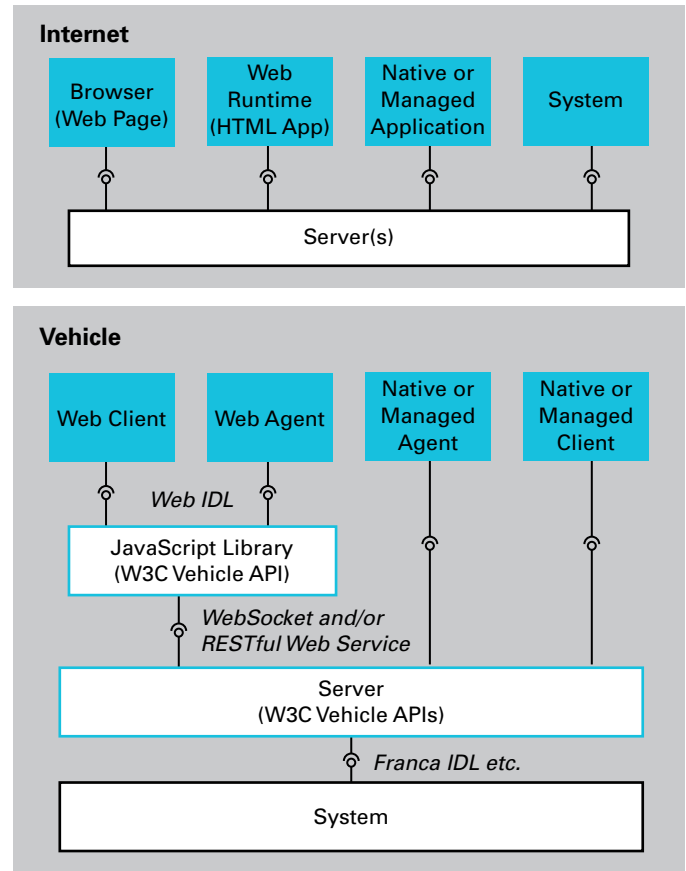 Internet
Browser
(Web Page)
Web
Runtime
(HTML App)
Native or
Managed
Application
System
Server(s)
Vehicle
Web Client
Web Agent
Native or
Managed
Agent
Native or
Managed
Client
Web IDL
JavaScript Library
(W3C Vehicle API)
WebSocket and/or
RESTful Web Service
Server
(W3C Vehicle APIs)
Franca IDL etc.
System